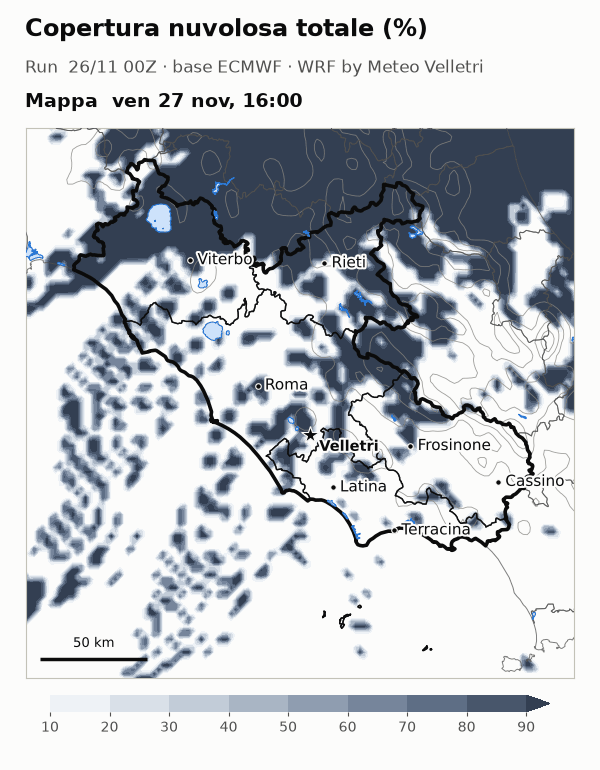 Copertura nuvolosa totale (%)
Run 26/11 00Z · base ECMWF · WRF by Meteo Velletri
Mappa ven 27 nov, 16:00
Viterbo
Rieti
Roma
Velletri
Frosinone
Cassino
Latina
Terracina
50 km
10 20 30 40 50 60 70 80 90